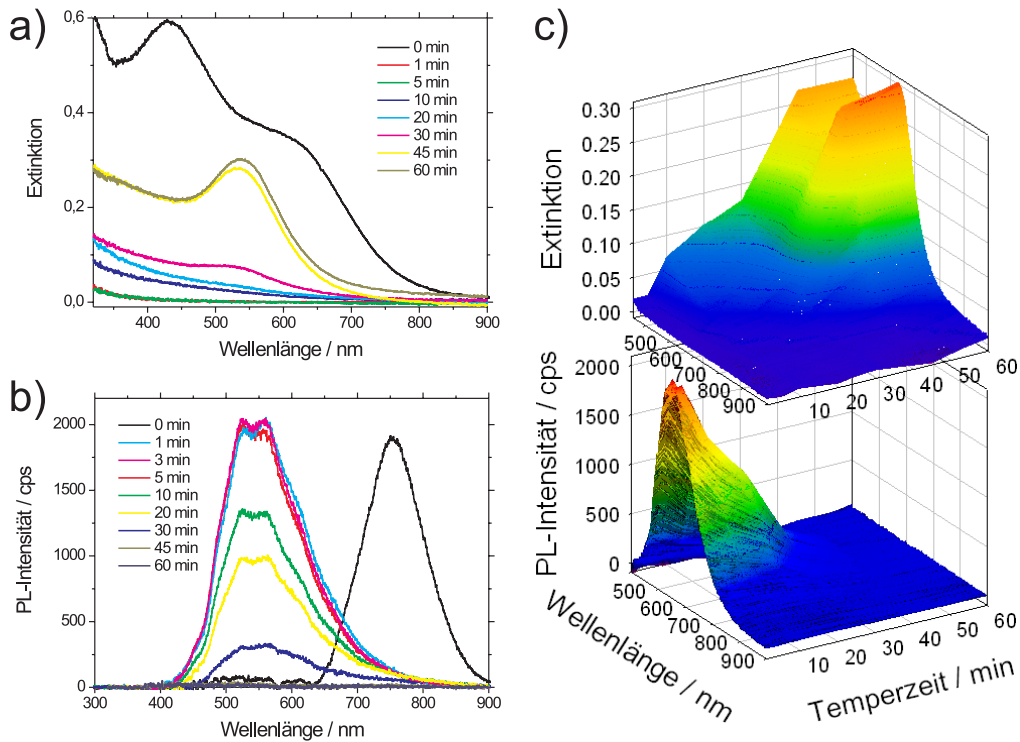 a)
0,6
0,4
0,2
0,0
Extinktion
400 500 600 700 800 900
Wellenlänge / nm
0 min
1 min
5 min
10 min
20 min
30 min
45 min
60 min
b)
2000
1500
1000
500
0
PL-Intensität / cps
300 400 500 600 700 800 900
Wellenlänge / nm
0 min
1 min
3 min
5 min
10 min
20 min
30 min
45 min
60 min
c)
0.30
0.25
0.20
0.15
0.10
0.05
0.00
Extinktion
500 600 700 800 900
10 20 30 40 50 60
2000
1500
1000
500
0
PL-Intensität / cps
500 600 700 800 900
Wellenlänge / nm
10 20 30 40 50 60
Temperzeit / min